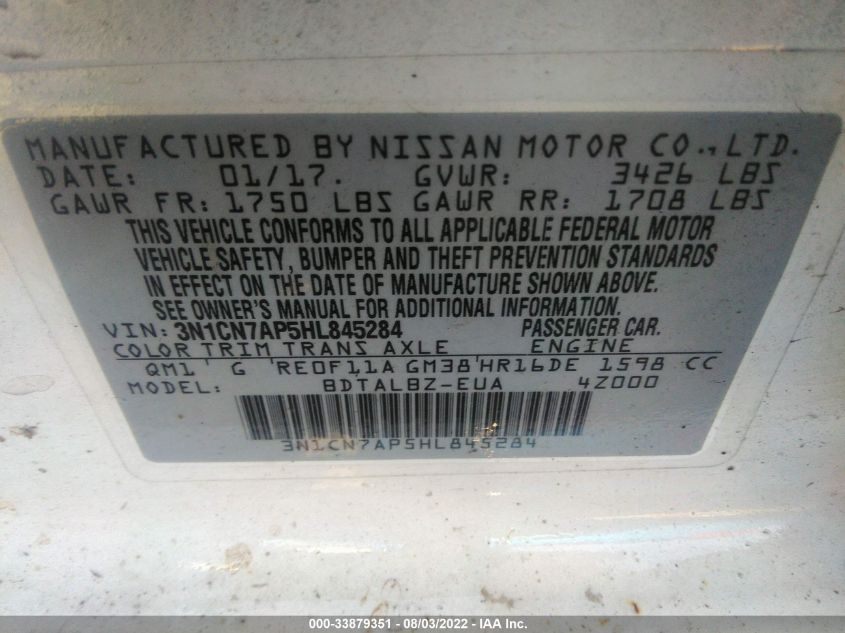 MANUFACTURED BY NISSAN MOTOR CO., LTD.
DATE: 01/17. GVWR: 3426 LBS
GAWR FR: 1750 LBS GAWR RR: 1708 LBS
THIS VEHICLE CONFORMS TO ALL APPLICABLE FEDERAL MOTOR
VEHICLE SAFETY, BUMPER AND THEFT PREVENTION STANDARDS
IN EFFECT ON THE DATE OF MANUFACTURE SHOWN ABOVE.
SEE OWNER'S MANUAL FOR ADDITIONAL INFORMATION.
VIN: 3N1CN7AP5HL845284 PASSENGER CAR.
COLOR TRIM TRANS AXLE ENGINE
QM1' G 'RE0F11A GM38'HR16DE 1598 CC
MODEL: BDTALBZ-EUA 4Z000
3N1CN7AP5HL845284
000-33879351 - 08/03/2022 - IAA Inc.